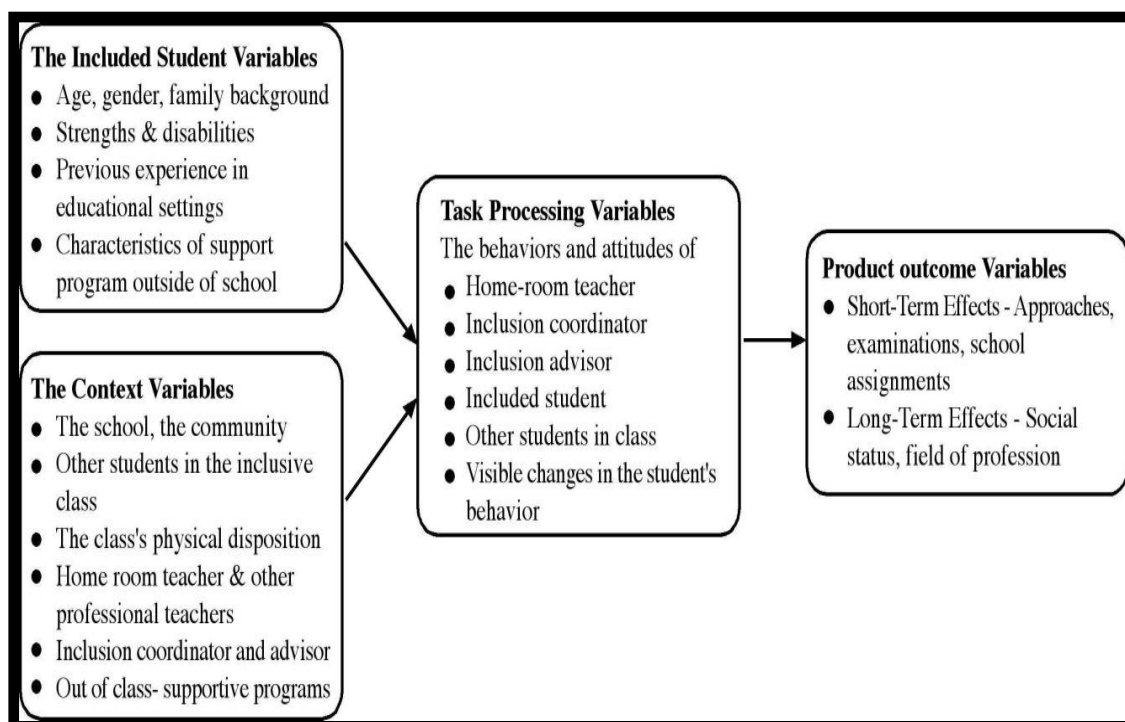 The Included Student Variables
● Age, gender, family background
● Strengths & disabilities
● Previous experience in
educational settings
● Characteristics of support
program outside of school
The Context Variables
● The school, the community
● Other students in the inclusive
class
● The class's physical disposition
● Home room teacher & other
professional teachers
● Inclusion coordinator and advisor
● Out of class- supportive programs
Task Processing Variables
The behaviors and attitudes of
● Home-room teacher
● Inclusion coordinator
● Inclusion advisor
● Included student
● Other students in class
● Visible changes in the student's
behavior
Product outcome Variables
● Short-Term Effects - Approaches,
examinations, school
assignments
● Long-Term Effects - Social
status, field of profession